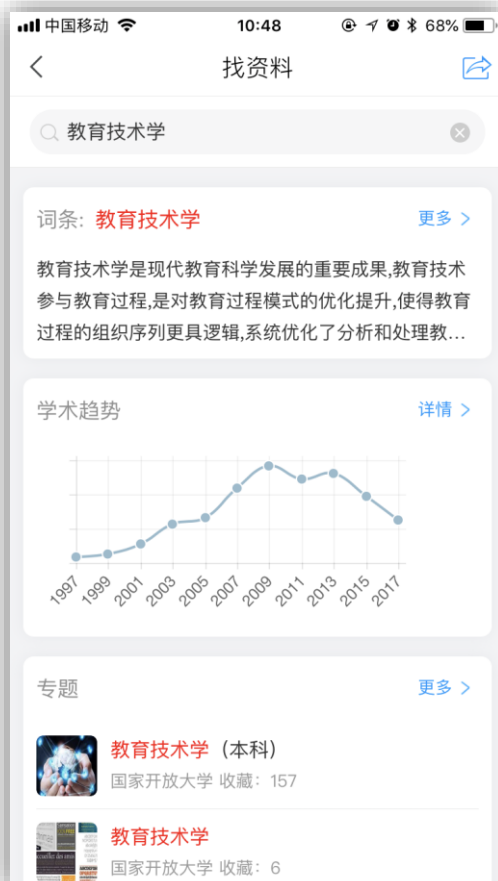 中国移动 10:48 68%
找资料
教育技术学
词条: 教育技术学 更多 >
教育技术学是现代教育科学发展的重要成果,教育技术
参与教育过程,是对教育过程模式的优化提升,使得教育
过程的组织序列更具逻辑,系统优化了分析和处理教...
学术趋势 详情 >
1997 1999 2001 2003 2005 2007 2009 2011 2013 2015 2017
专题 更多 >
教育技术学（本科）
国家开放大学 收藏：157
教育技术学
国家开放大学 收藏：6